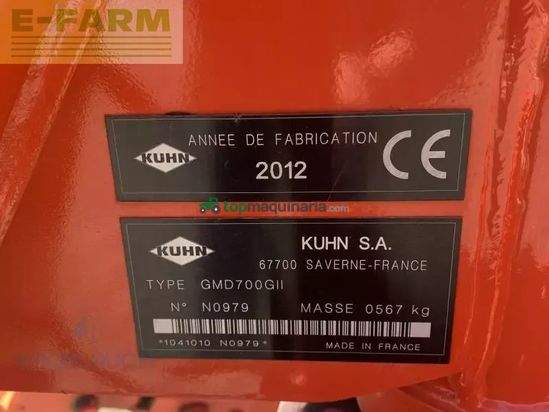 E-FARM
KUHN
ANNEE DE FABRICATION
2012
CE
topmaquinaria.com
KUHN
KUHN S.A.
67700 SAVERNE-FRANCE
TYPE GMD700GII
N° N0979 MASSE 0567 kg
*1041010 N0979*
MADE IN FRANCE